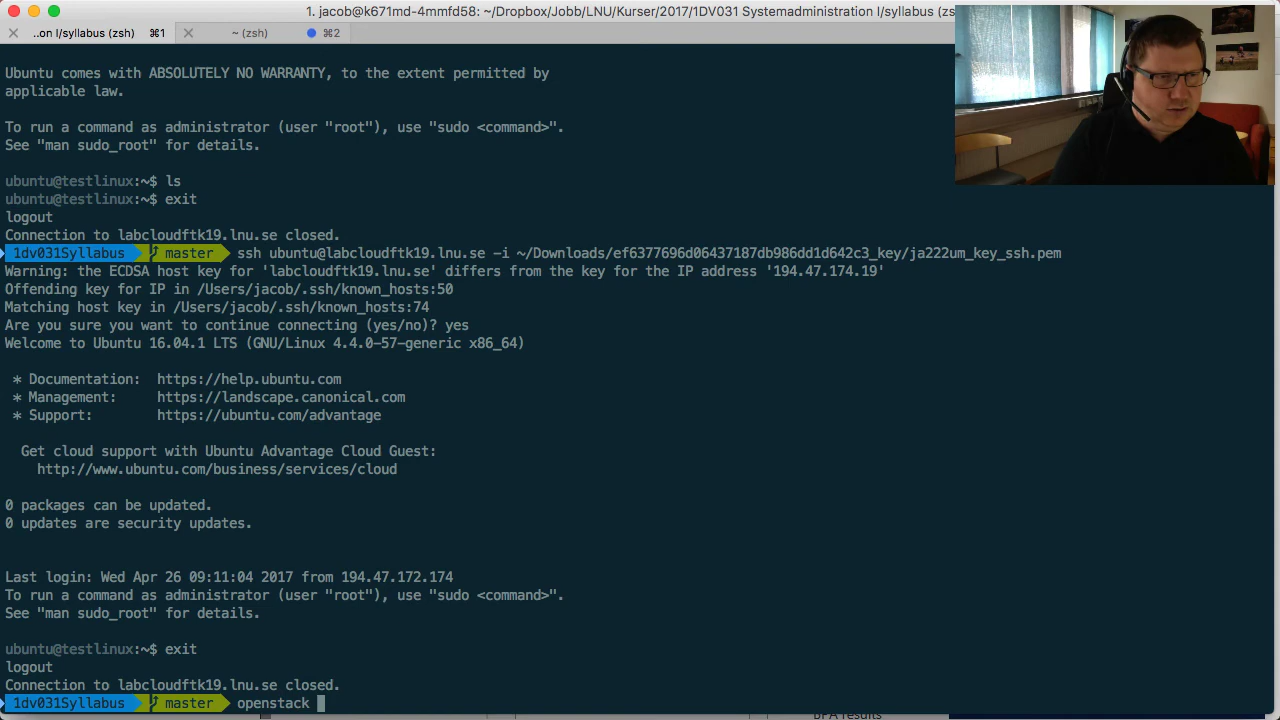 1. jacob@k671md-4mmfd58: ~/Dropbox/Jobb/LNU/Kurser/2017/1DV031 Systemadministration I/syllabus (zsh)
..on I/syllabus (zsh) ⌘1 ~ (zsh) ⌘2
Ubuntu comes with ABSOLUTELY NO WARRANTY, to the extent permitted by
applicable law.
To run a command as administrator (user "root"), use "sudo <command>".
See "man sudo_root" for details.
ubuntu@testlinux:~$ ls
ubuntu@testlinux:~$ exit
logout
Connection to labcloudftk19.lnu.se closed.
1dv031Syllabus master ssh ubuntu@labcloudftk19.lnu.se -i ~/Downloads/ef6377696d06437187db986dd1d642c3_key/ja222um_key_ssh.pem
Warning: the ECDSA host key for 'labcloudftk19.lnu.se' differs from the key for the IP address '194.47.174.19'
Offending key for IP in /Users/jacob/.ssh/known_hosts:50
Matching host key in /Users/jacob/.ssh/known_hosts:74
Are you sure you want to continue connecting (yes/no)? yes
Welcome to Ubuntu 16.04.1 LTS (GNU/Linux 4.4.0-57-generic x86_64)
* Documentation: https://help.ubuntu.com
* Management: https://landscape.canonical.com
* Support: https://ubuntu.com/advantage
Get cloud support with Ubuntu Advantage Cloud Guest:
http://www.ubuntu.com/business/services/cloud
0 packages can be updated.
0 updates are security updates.
Last login: Wed Apr 26 09:11:04 2017 from 194.47.172.174
To run a command as administrator (user "root"), use "sudo <command>".
See "man sudo_root" for details.
ubuntu@testlinux:~$ exit
logout
Connection to labcloudftk19.lnu.se closed.
1dv031Syllabus master openstack